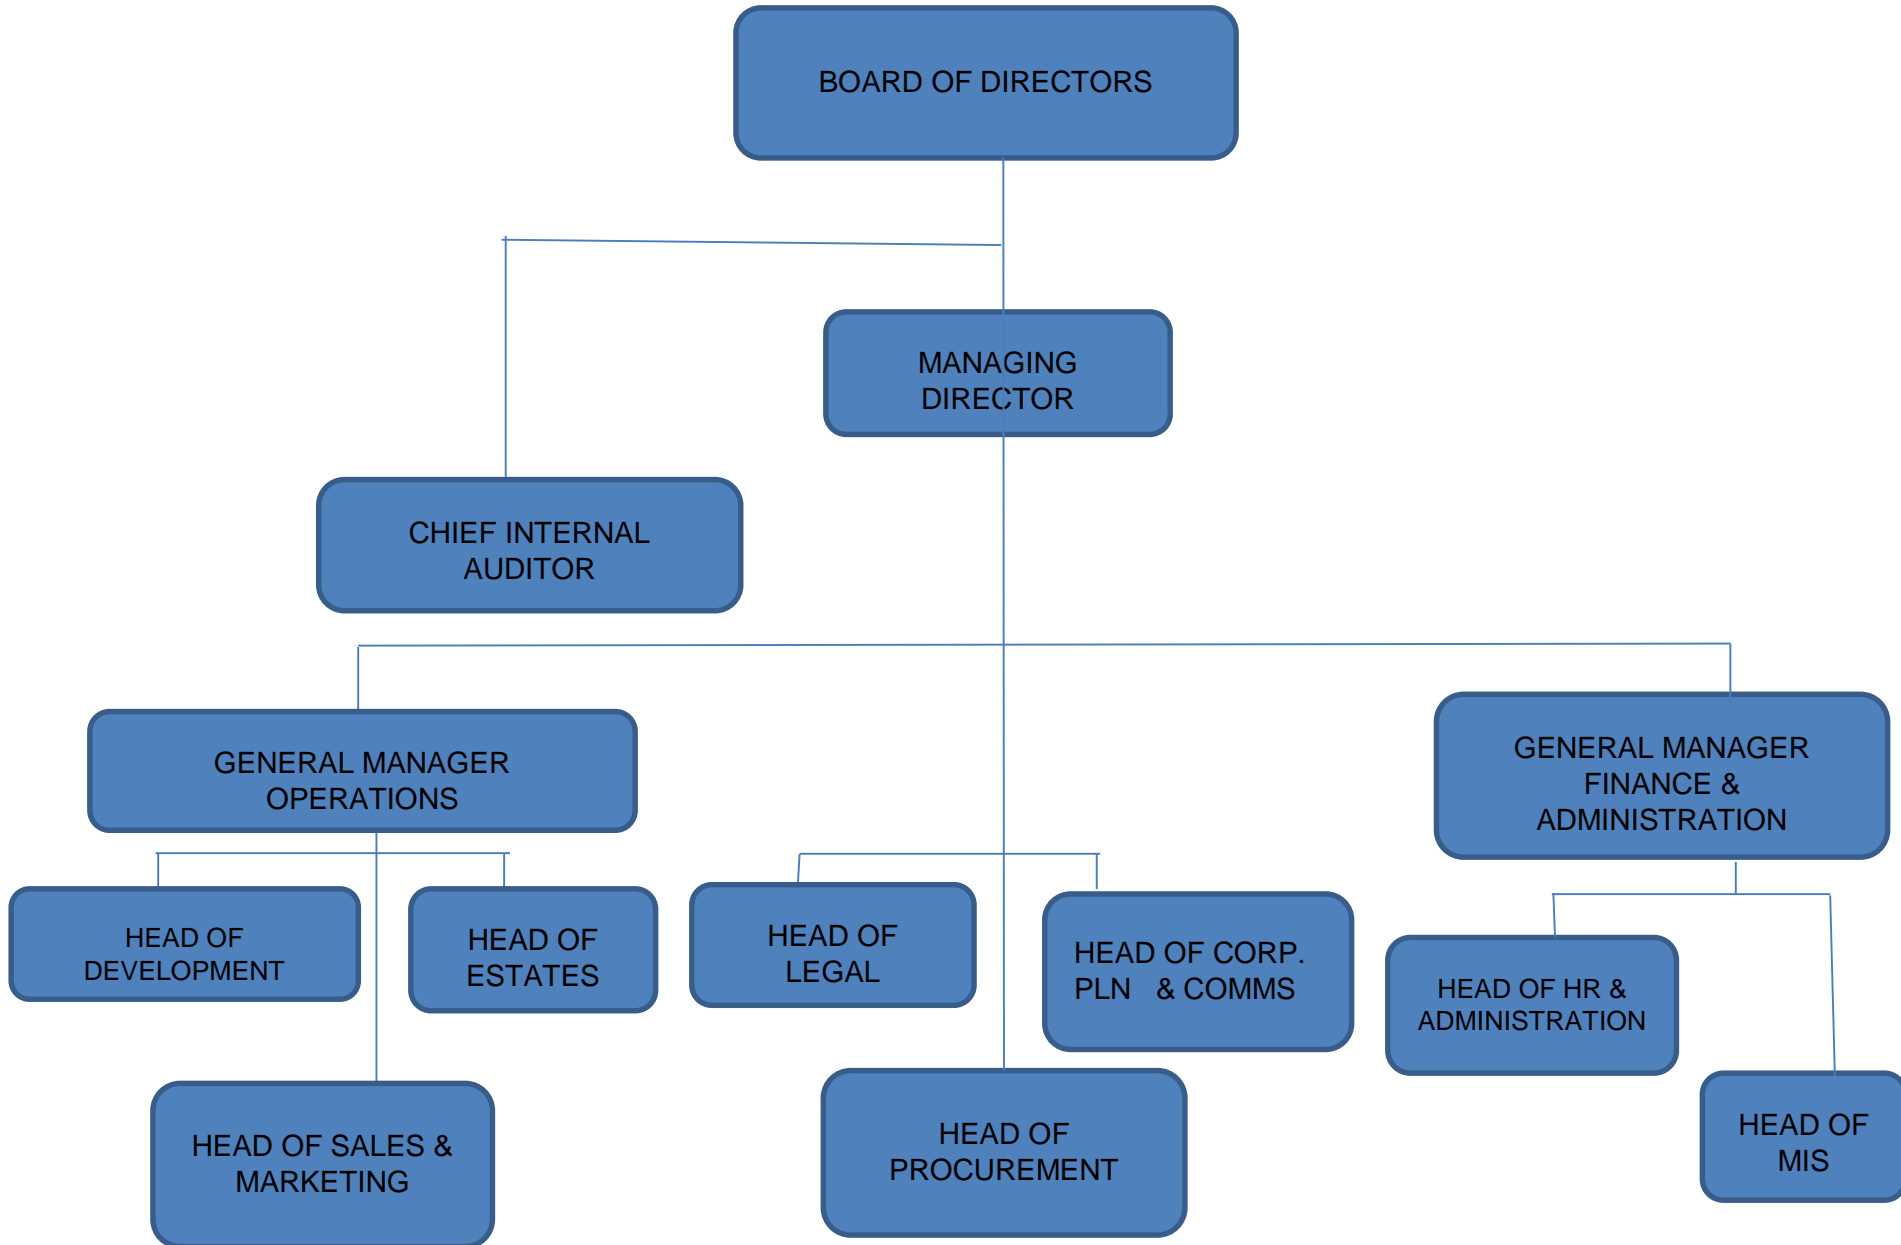 BOARD OF DIRECTORS
MANAGING
DIRECTOR
CHIEF INTERNAL
AUDITOR
GENERAL MANAGER
OPERATIONS
GENERAL MANAGER
FINANCE &
ADMINISTRATION
HEAD OF
DEVELOPMENT
HEAD OF
ESTATES
HEAD OF
LEGAL
HEAD OF CORP.
PLN & COMMS
HEAD OF HR &
ADMINISTRATION
HEAD OF SALES &
MARKETING
HEAD OF
PROCUREMENT
HEAD OF
MIS